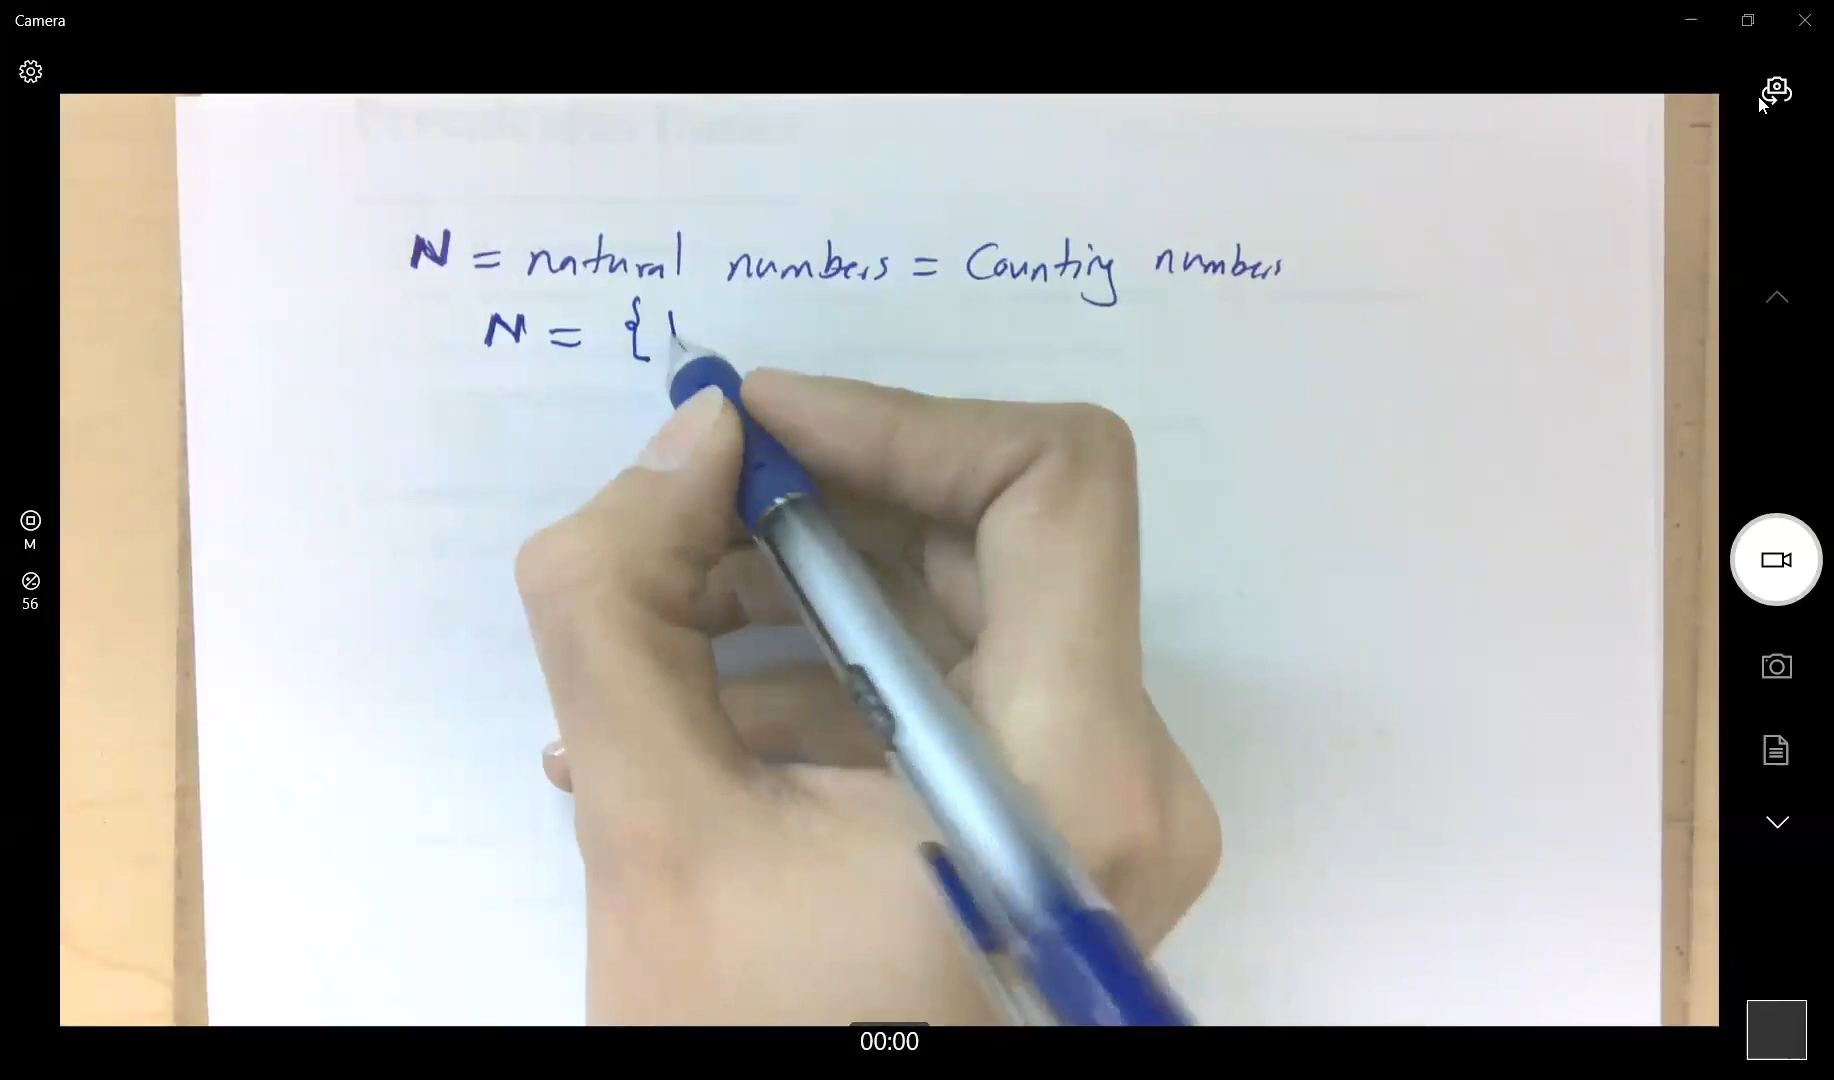 Camera
N = natural numbers = Counting numbers
N = { 1
M
56
00:00